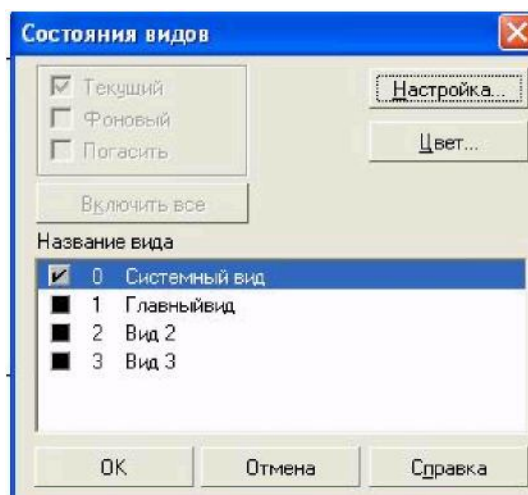 Состояния видов
Текущий
Фоновый
Погасить
Настройка...
Цвет...
Включить все
Название вида
0 Системный вид
1 Главныйвид
2 Вид 2
3 Вид 3
OK Отмена Справка